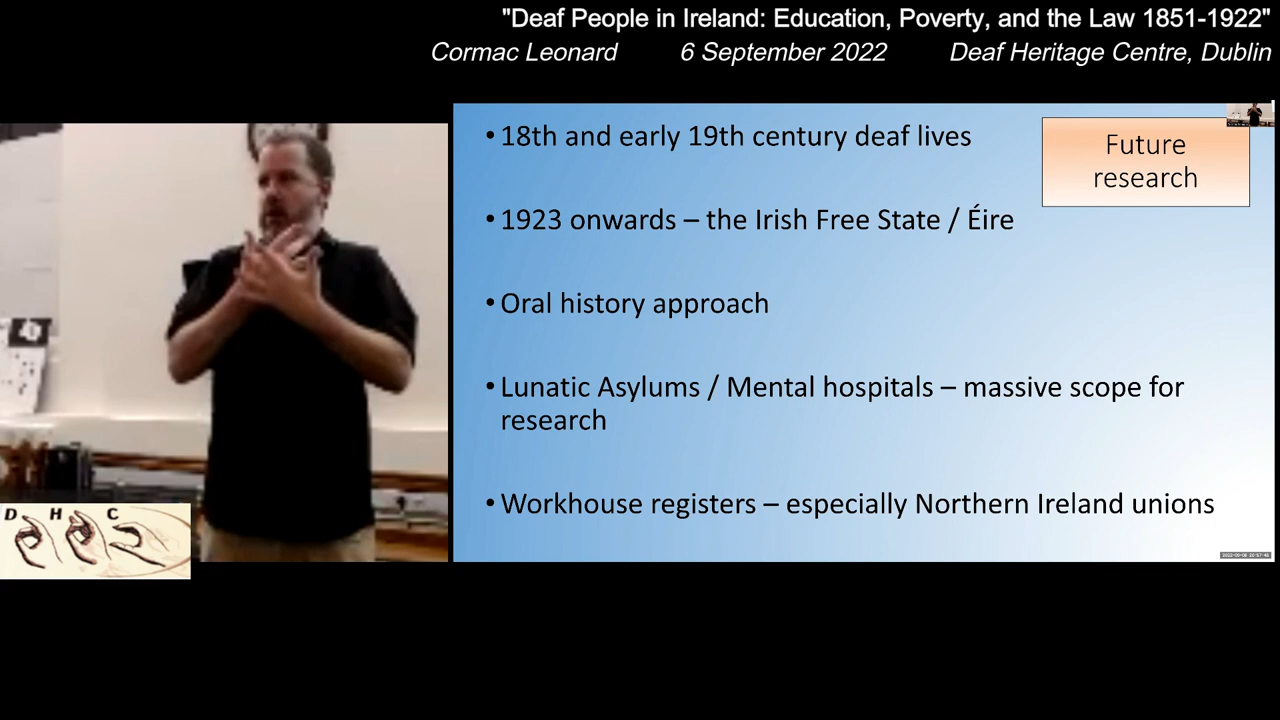 "Deaf People in Ireland: Education, Poverty, and the Law 1851-1922"
Cormac Leonard 6 September 2022 Deaf Heritage Centre, Dublin
• 18th and early 19th century deaf lives
Future
research
• 1923 onwards – the Irish Free State / Éire
• Oral history approach
• Lunatic Asylums / Mental hospitals – massive scope for
research
• Workhouse registers – especially Northern Ireland unions
D H C